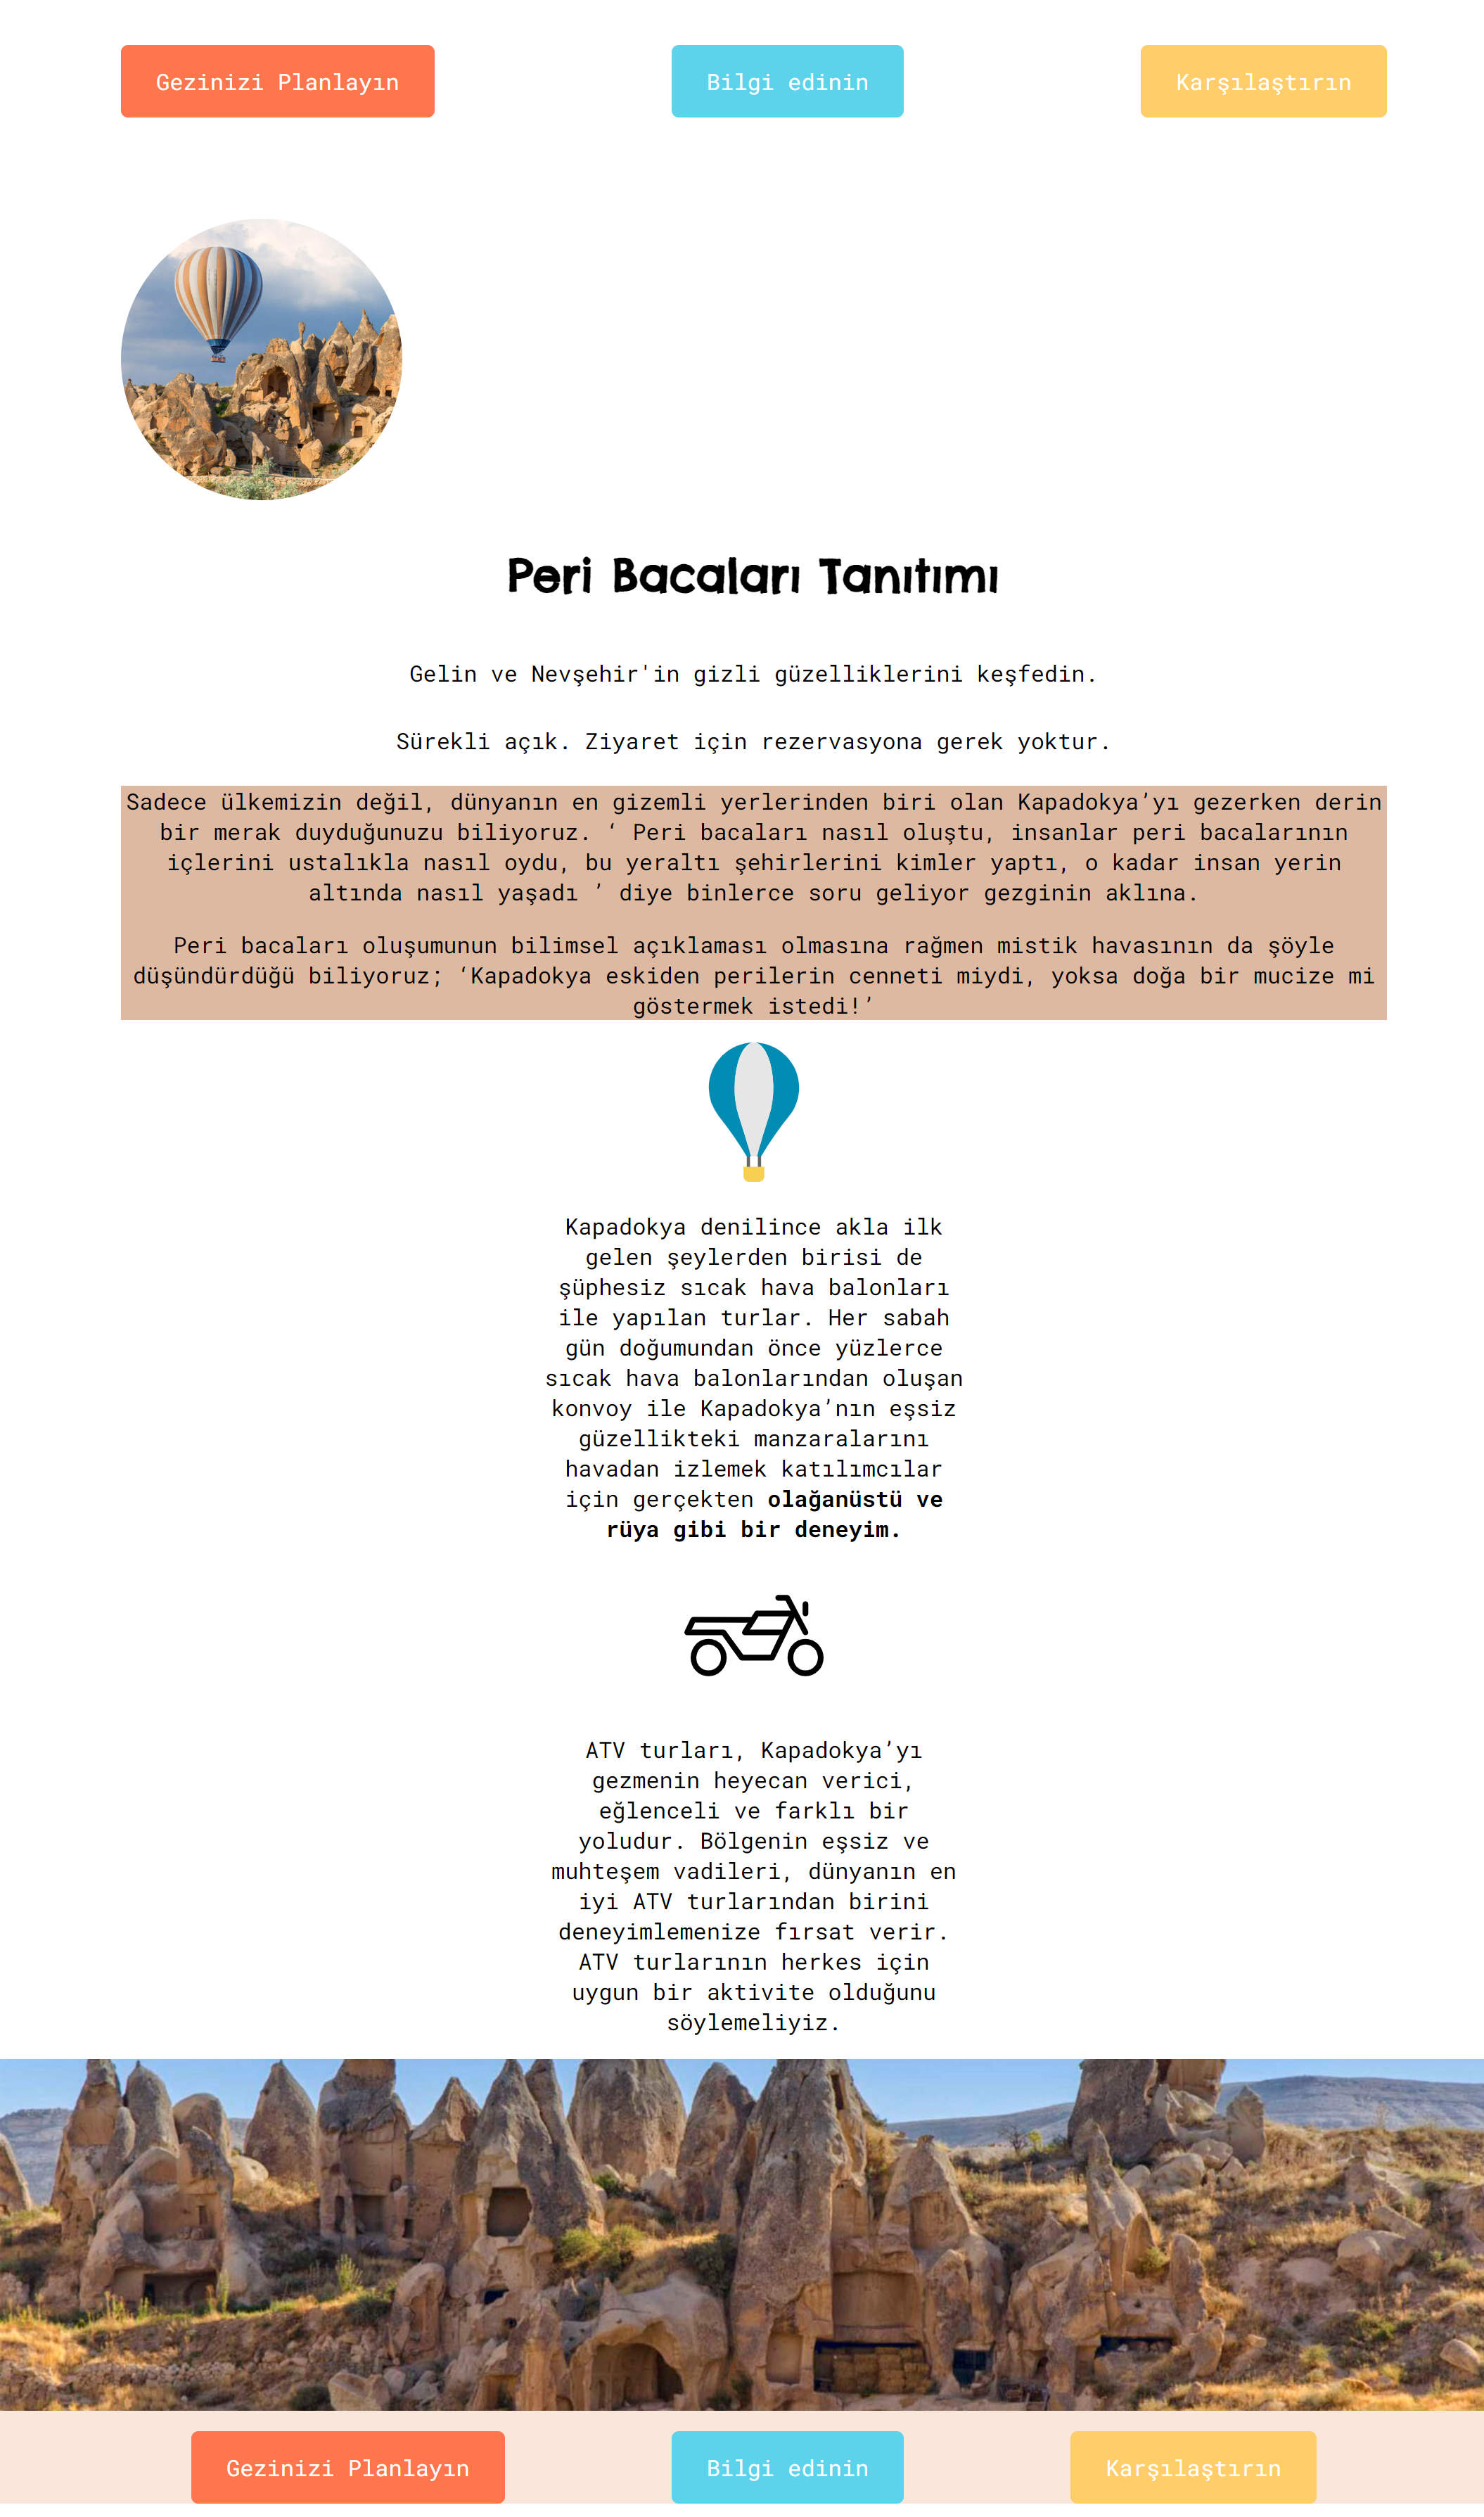 Gezinizi Planlayın
Bilgi edinin
Karşılaştırın
Peri Bacaları Tanıtımı
Gelin ve Nevşehir'in gizli güzelliklerini keşfedin.
Sürekli açık. Ziyaret için rezervasyona gerek yoktur.
Sadece ülkemizin değil, dünyanın en gizemli yerlerinden biri olan Kapadokya’yı gezerken derin
bir merak duyduğunuzu biliyoruz. ‘ Peri bacaları nasıl oluştu, insanlar peri bacalarının
içlerini ustalıkla nasıl oydu, bu yeraltı şehirlerini kimler yaptı, o kadar insan yerin
altında nasıl yaşadı ’ diye binlerce soru geliyor gezginin aklına.
Peri bacaları oluşumunun bilimsel açıklaması olmasına rağmen mistik havasının da şöyle
düşündürdüğü biliyoruz; ‘Kapadokya eskiden perilerin cenneti miydi, yoksa doğa bir mucize mi
göstermek istedi!’
Kapadokya denilince akla ilk
gelen şeylerden birisi de
şüphesiz sıcak hava balonları
ile yapılan turlar. Her sabah
gün doğumundan önce yüzlerce
sıcak hava balonlarından oluşan
konvoy ile Kapadokya’nın eşsiz
güzellikteki manzaralarını
havadan izlemek katılımcılar
için gerçekten olağanüstü ve
rüya gibi bir deneyim.
ATV turları, Kapadokya’yı
gezmenin heyecan verici,
eğlenceli ve farklı bir
yoludur. Bölgenin eşsiz ve
muhteşem vadileri, dünyanın en
iyi ATV turlarından birini
deneyimlemenize fırsat verir.
ATV turlarının herkes için
uygun bir aktivite olduğunu
söylemeliyiz.
Gezinizi Planlayın
Bilgi edinin
Karşılaştırın